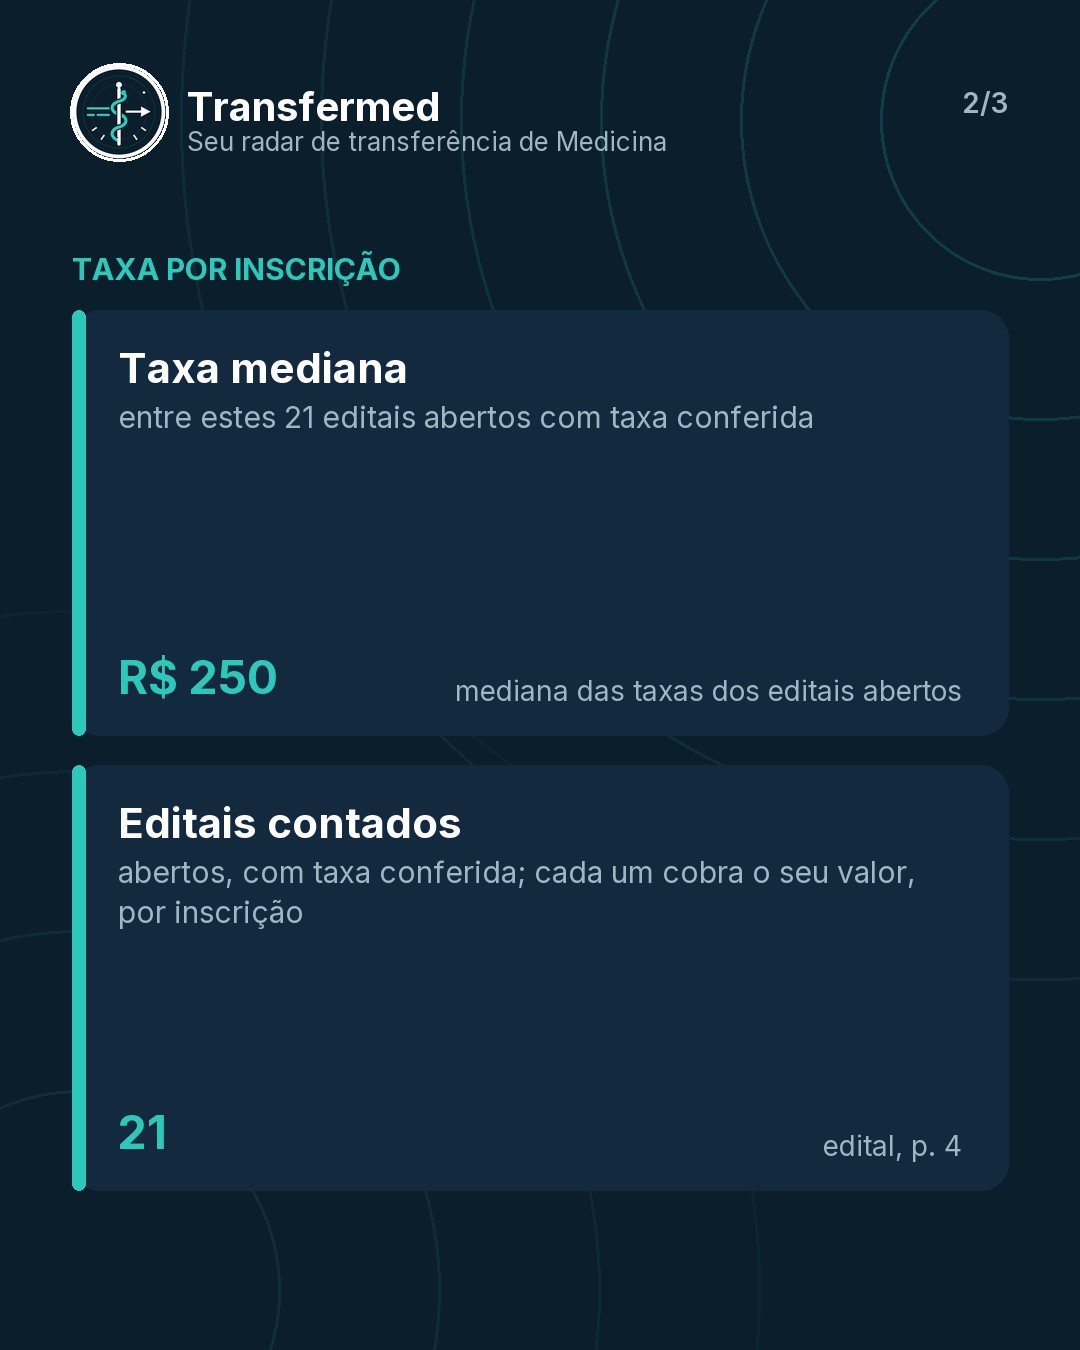 Transfermed
Seu radar de transferência de Medicina
2/3
TAXA POR INSCRIÇÃO
Taxa mediana
entre estes 21 editais abertos com taxa conferida
R$ 250
mediana das taxas dos editais abertos
Editais contados
abertos, com taxa conferida; cada um cobra o seu valor,
por inscrição
21
edital, p. 4